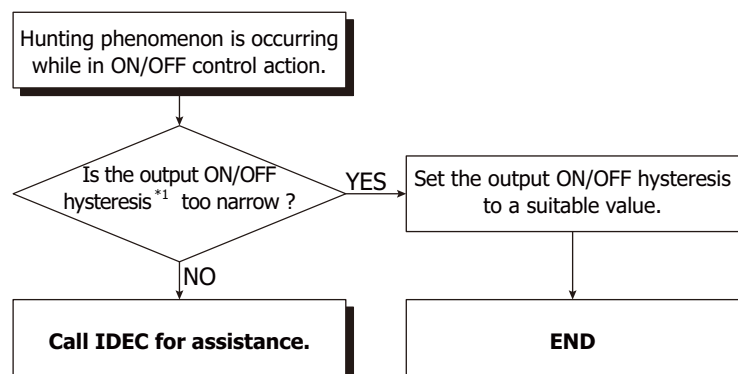 Hunting phenomenon is occurring
while in ON/OFF control action.
Is the output ON/OFF
hysteresis*1 too narrow ?
YES
Set the output ON/OFF hysteresis
to a suitable value.
NO
Call IDEC for assistance.
END